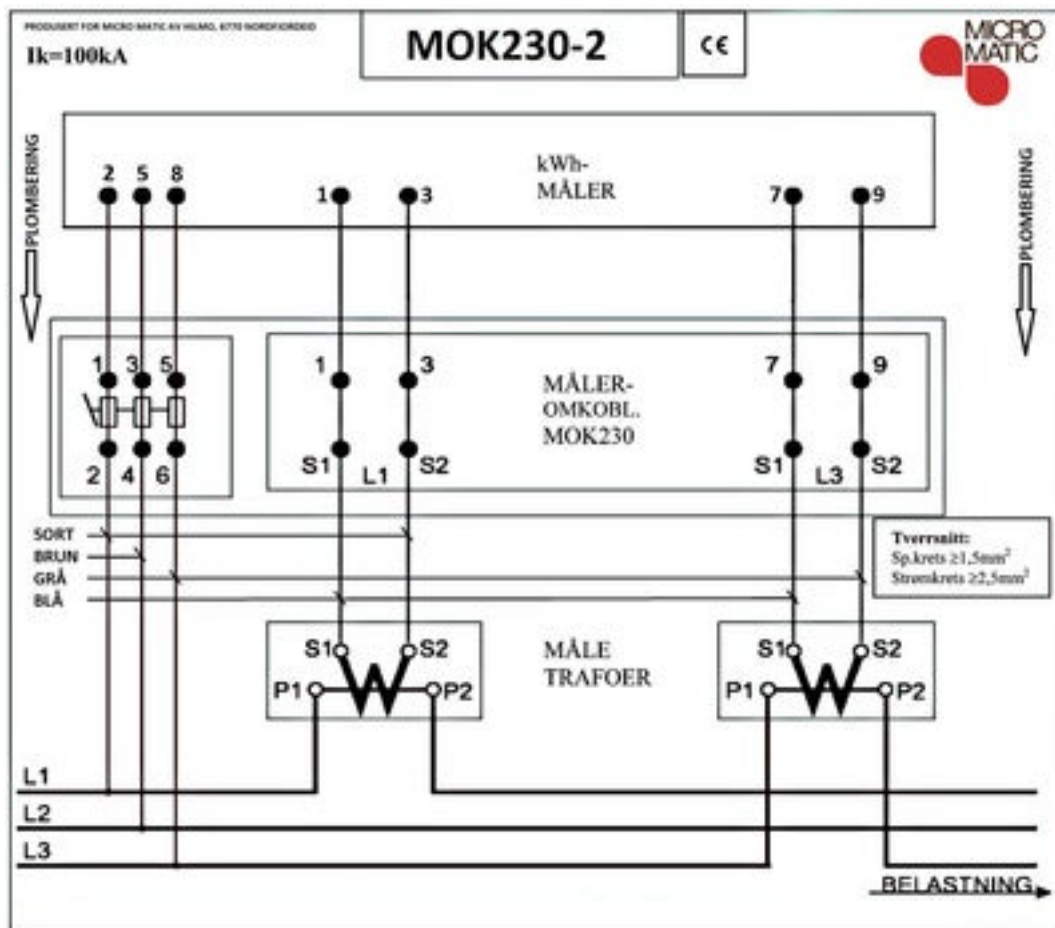 PRODUSERT FOR MICRO MATIC AV HILMO, 6770 NORDFJORDEID
Ik=100kA
MOK230-2
CE
MICRO
MATIC
PLOMBERING
PLOMBERING
2 5 8
1 3
kWh-
MÅLER
7 9
1 3 5
1 3
MÅLER-
OMKOBL.
MOK230
7 9
2 4 6
S1 L1 S2
S1 L3 S2
SORT
BRUN
GRÅ
BLÅ
Tverrsnitt:
Sp.krets ≥1,5mm²
Strømkrets ≥2,5mm²
S1 S2
P1 P2
MÅLE
TRAFOER
S1 S2
P1 P2
L1
L2
L3
BELASTNING